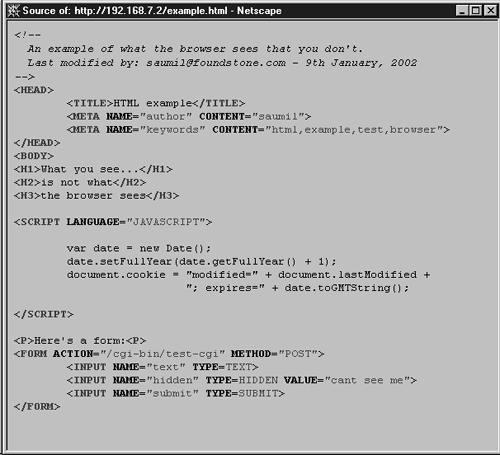 Source of: http://192.168.7.2/example.html - Netscape
<!--
An example of what the browser sees that you don't.
Last modified by: saumil@foundstone.com - 9th January, 2002
-->
<HEAD>
<TITLE>HTML example</TITLE>
<META NAME="author" CONTENT="saumil">
<META NAME="keywords" CONTENT="html,example,test,browser">
</HEAD>
<BODY>
<H1>What you see...</H1>
<H2>is not what</H2>
<H3>the browser sees</H3>
<SCRIPT LANGUAGE="JAVASCRIPT">
var date = new Date();
date.setFullYear(date.getFullYear() + 1);
document.cookie = "modified=" + document.lastModified +
"; expires=" + date.toGMTString();
</SCRIPT>
<P>Here's a form:<P>
<FORM ACTION="/cgi-bin/test-cgi" METHOD="POST">
<INPUT NAME="text" TYPE=TEXT>
<INPUT NAME="hidden" TYPE=HIDDEN VALUE="cant see me">
<INPUT NAME="submit" TYPE=SUBMIT>
</FORM>